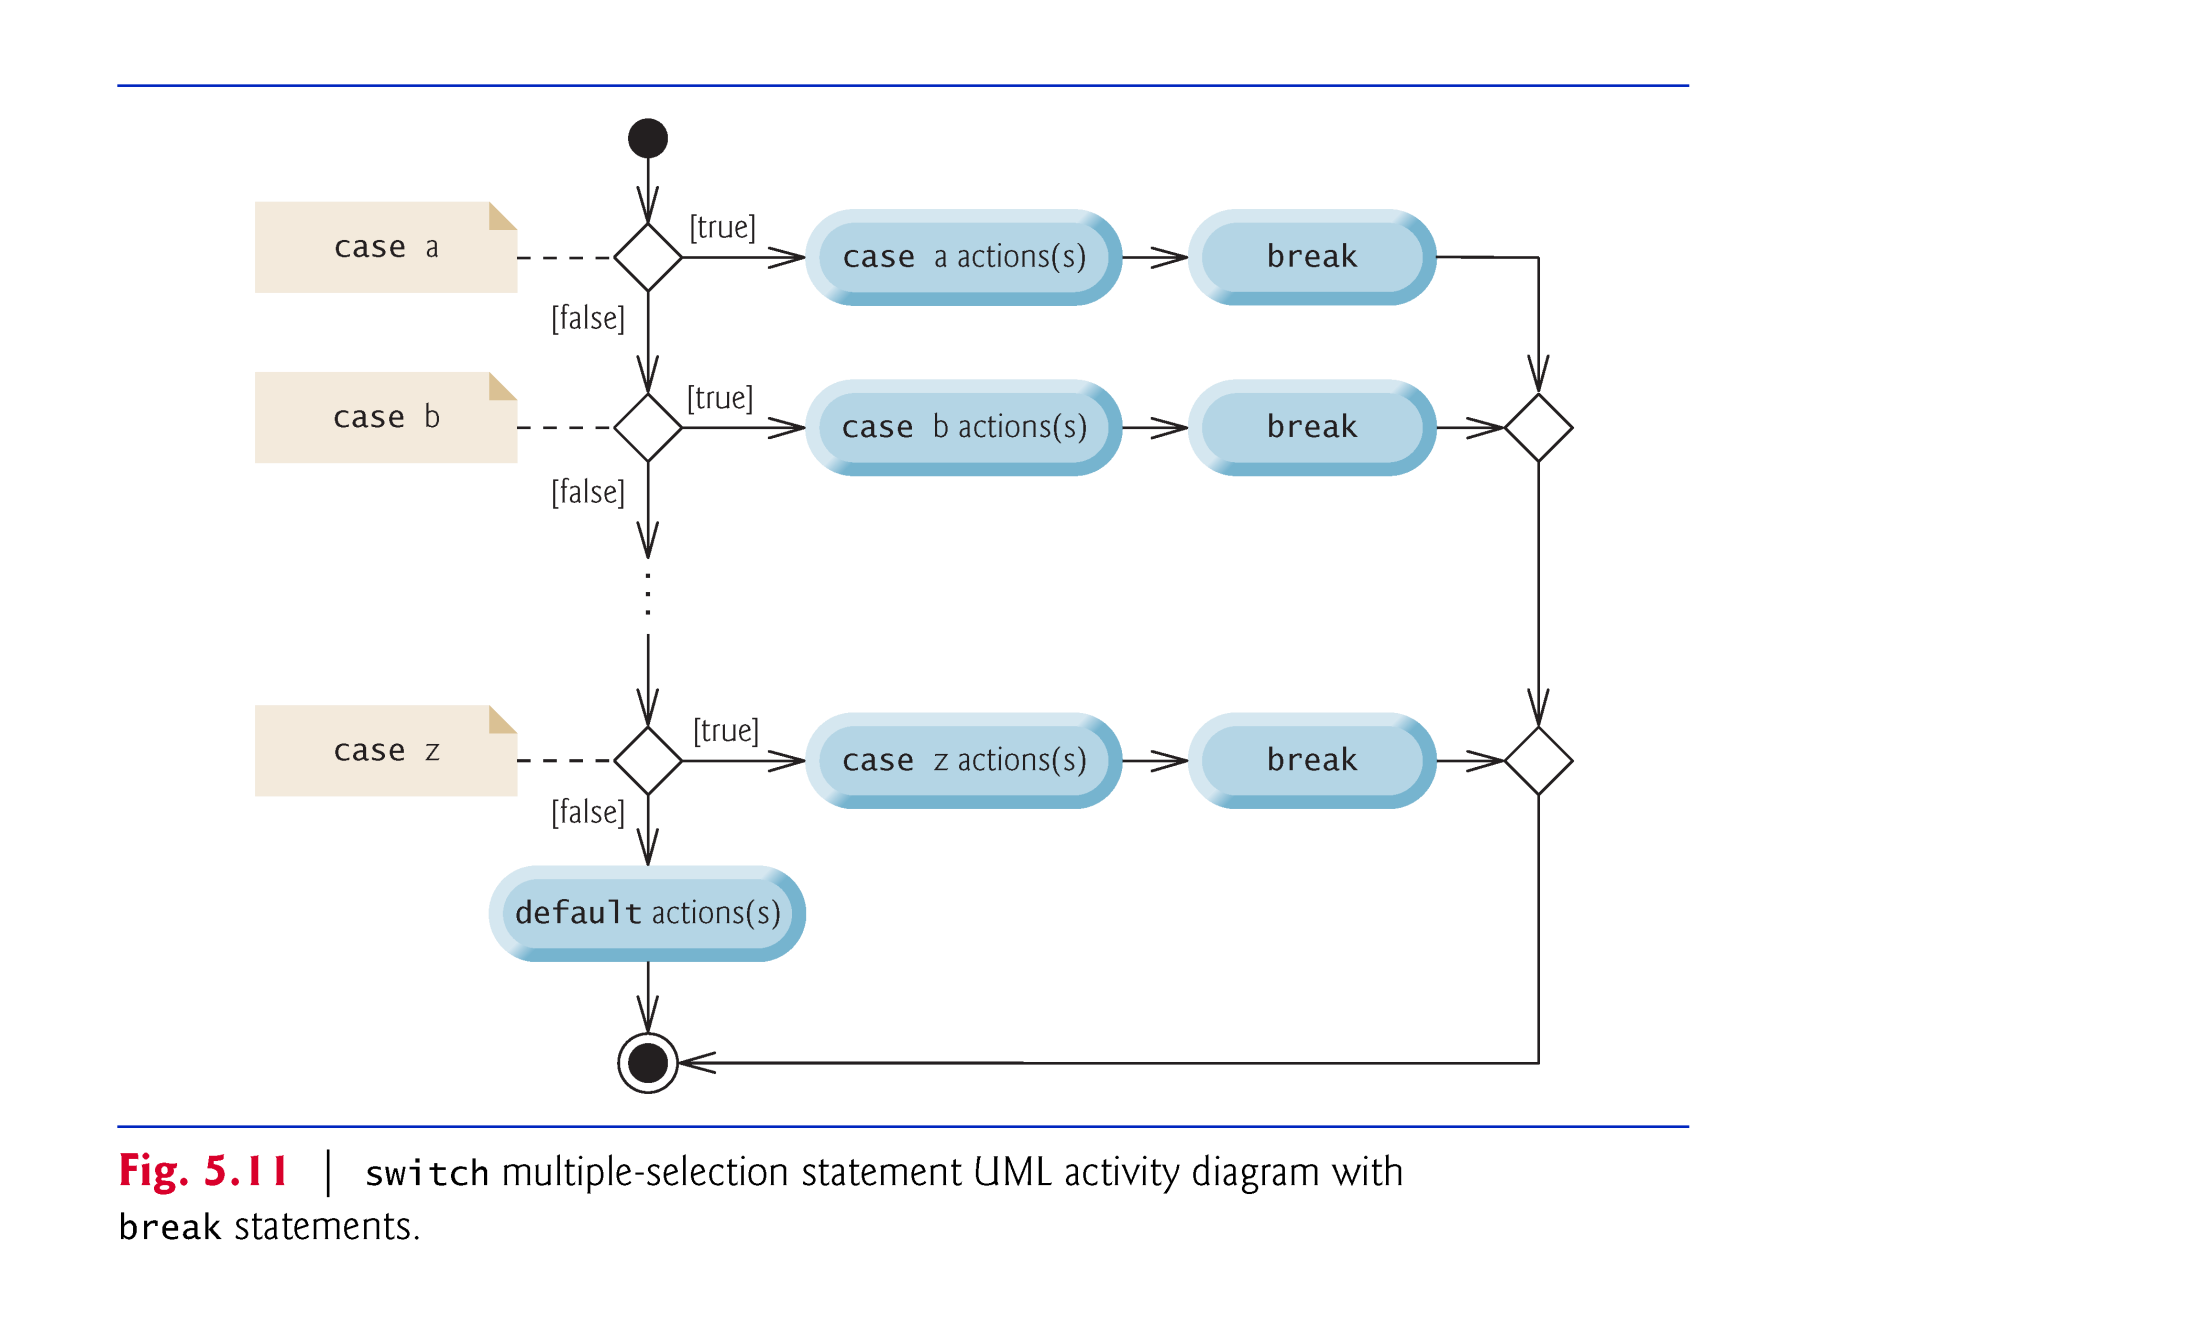 case a
[true]
case a actions(s)
break
[false]
case b
[true]
case b actions(s)
break
[false]
case z
[true]
case z actions(s)
break
[false]
default actions(s)
Fig. 5.11 | switch multiple-selection statement UML activity diagram with
break statements.